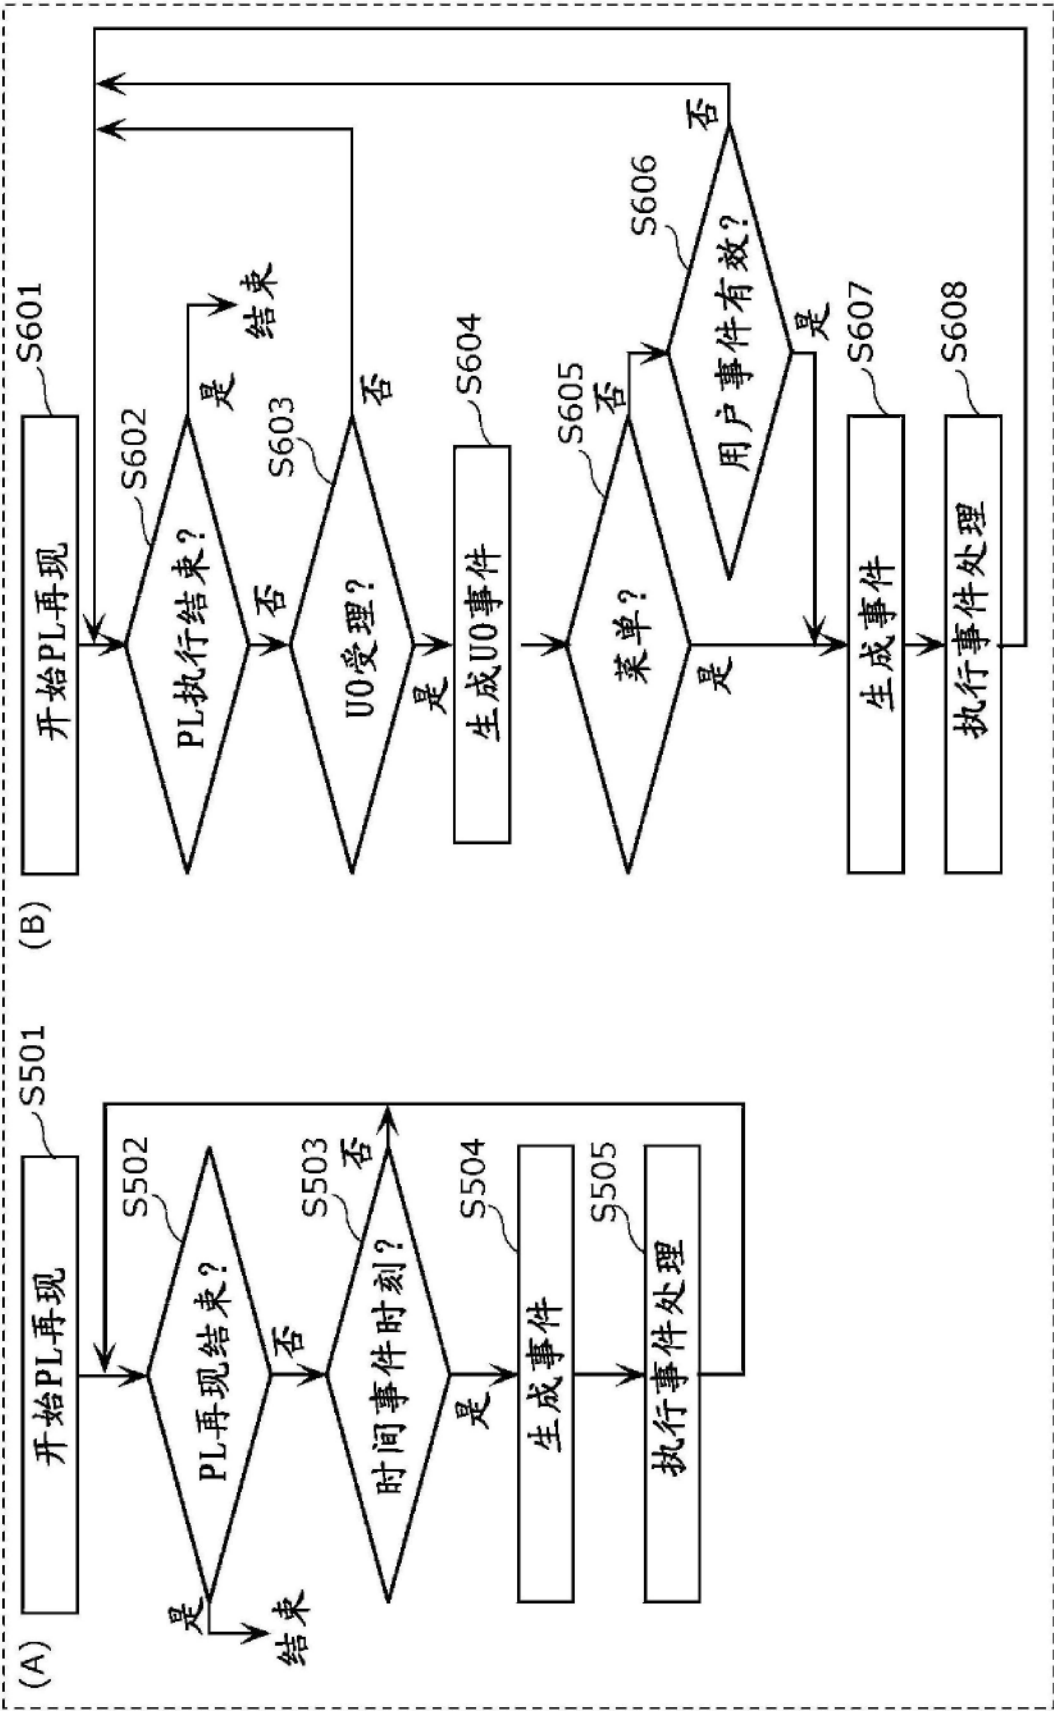 (A)
开始PL再现
S501
PL再现结束?
S502
是
结束
否
时间事件时刻?
S503
否
是
生成事件
S504
执行事件处理
S505
(B)
开始PL再现
S601
PL执行结束?
S602
是
结束
否
UO受理?
S603
否
是
生成UO事件
S604
菜单?
S605
否
用户事件有效?
S606
否
是
是
生成事件
S607
执行事件处理
S608